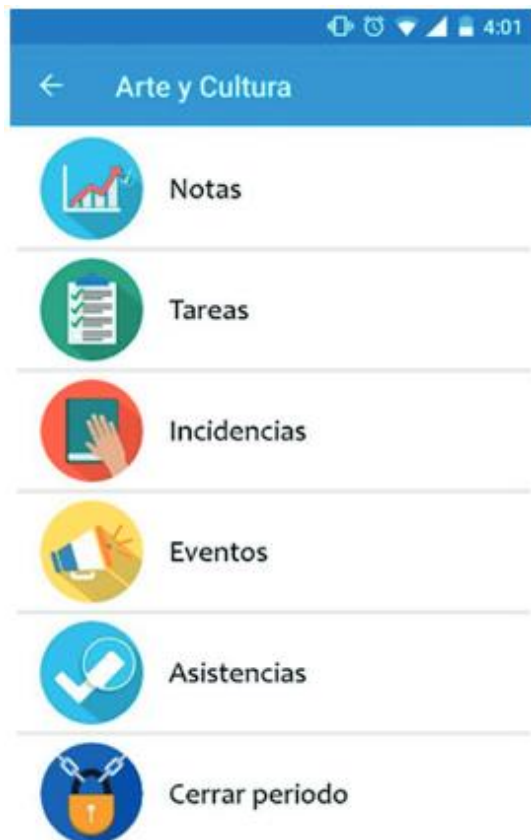 4:01
Arte y Cultura
Notas
Tareas
Incidencias
Eventos
Asistencias
Cerrar periodo